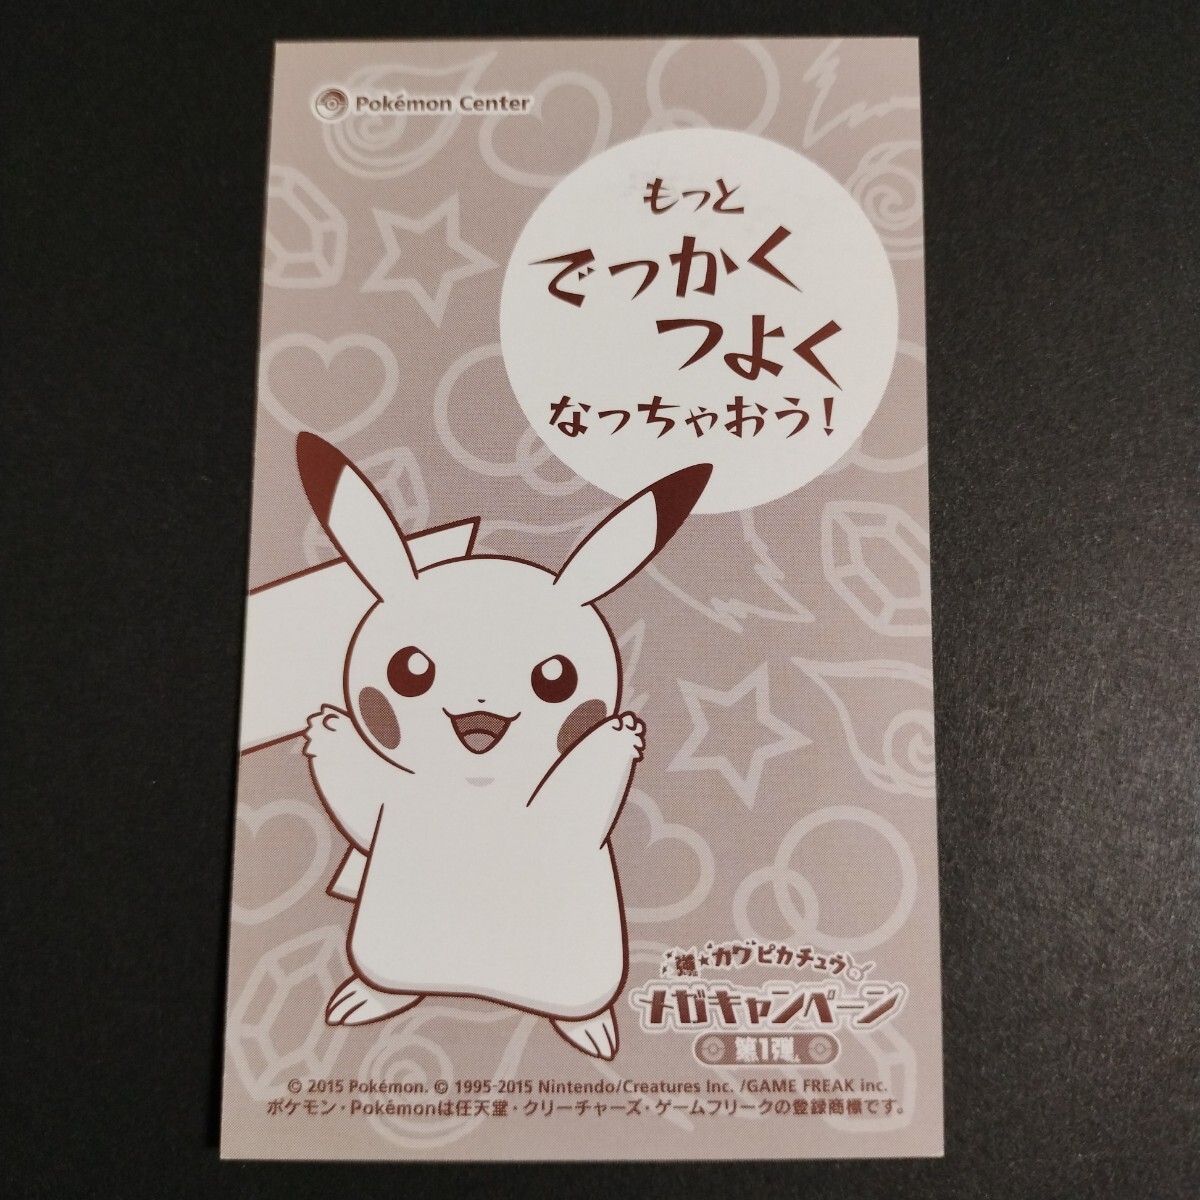 Pokémon Center
もっと
でっかく
つよく
なっちゃおう!
カワピカチュウ
メガキャンペーン
第1弾
© 2015 Pokémon. © 1995-2015 Nintendo/Creatures Inc. /GAME FREAK inc.
ポケモン・Pokémonは任天堂・クリーチャーズ・ゲームフリークの登録商標です。